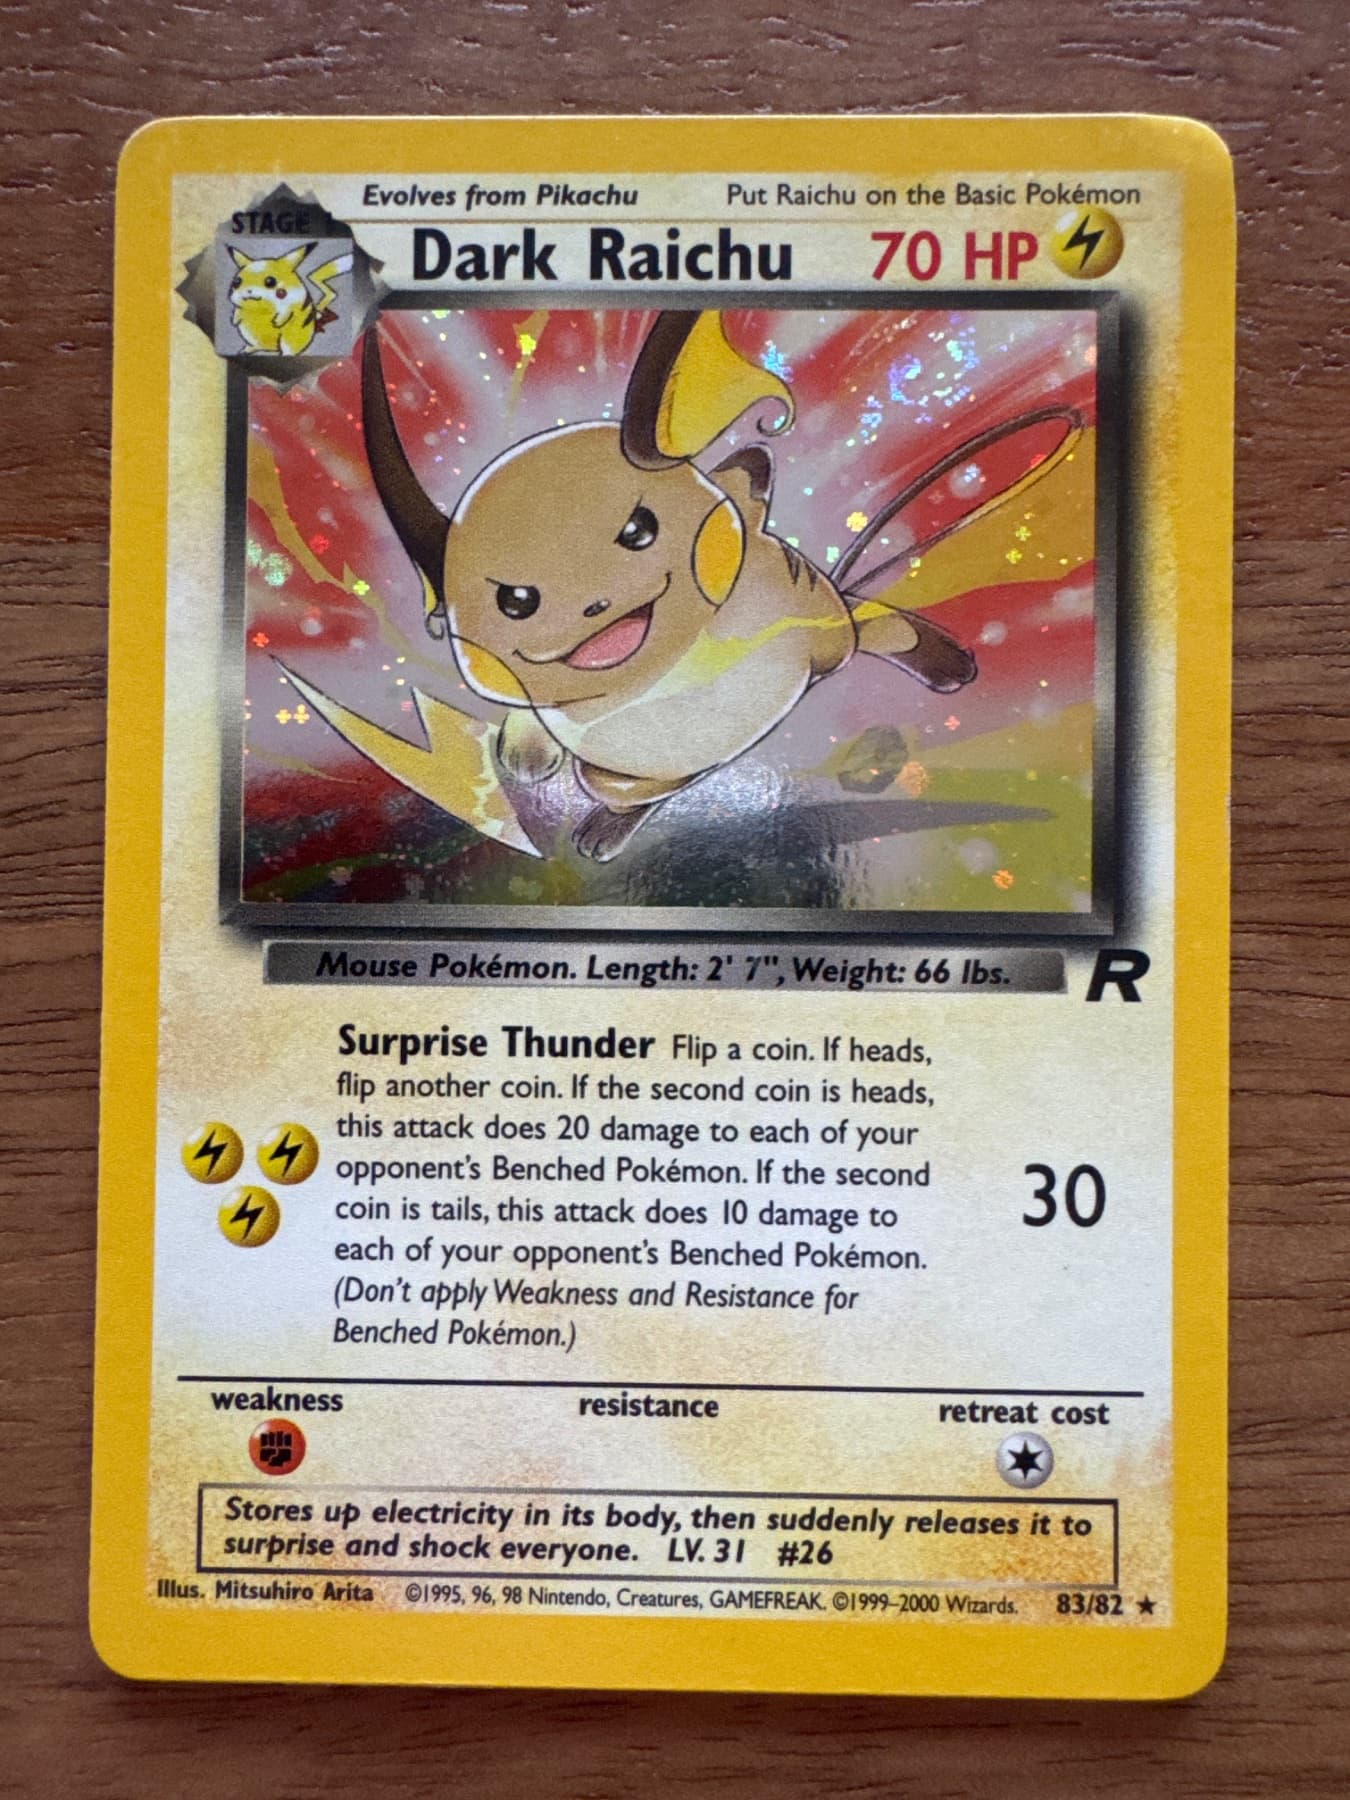 Evolves from Pikachu Put Raichu on the Basic Pokémon
STAGE 1
Dark Raichu 70 HP
Mouse Pokémon. Length: 2' 7", Weight: 66 lbs.
R
Surprise Thunder Flip a coin. If heads,
flip another coin. If the second coin is heads,
this attack does 20 damage to each of your
opponent's Benched Pokémon. If the second
coin is tails, this attack does 10 damage to
each of your opponent's Benched Pokémon.
(Don't apply Weakness and Resistance for
Benched Pokémon.)
30
weakness resistance retreat cost
Stores up electricity in its body, then suddenly releases it to
surprise and shock everyone. LV. 31 #26
Illus. Mitsuhiro Arita ©1995, 96, 98 Nintendo, Creatures, GAMEFREAK. ©1999–2000 Wizards. 83/82 ★